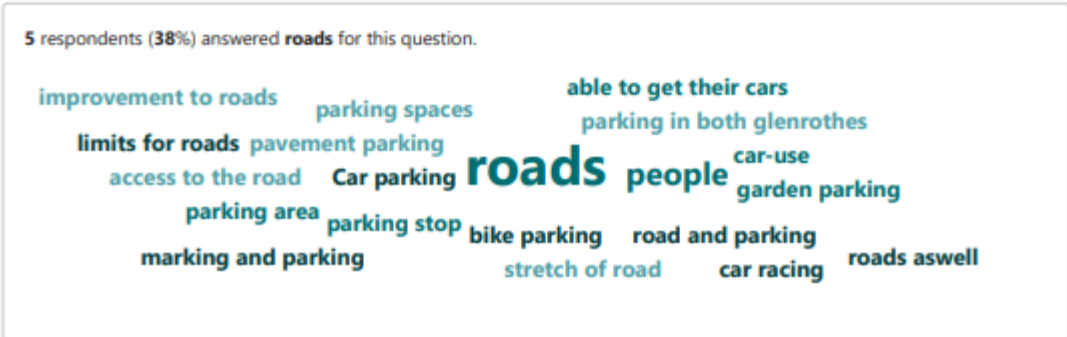 5 respondents (38%) answered roads for this question.
able to get their cars
improvement to roads
parking spaces
parking in both glenrothes
limits for roads
pavement parking
roads
people
car-use
access to the road
Car parking
garden parking
parking area
parking stop
bike parking
road and parking
marking and parking
stretch of road
car racing
roads aswell